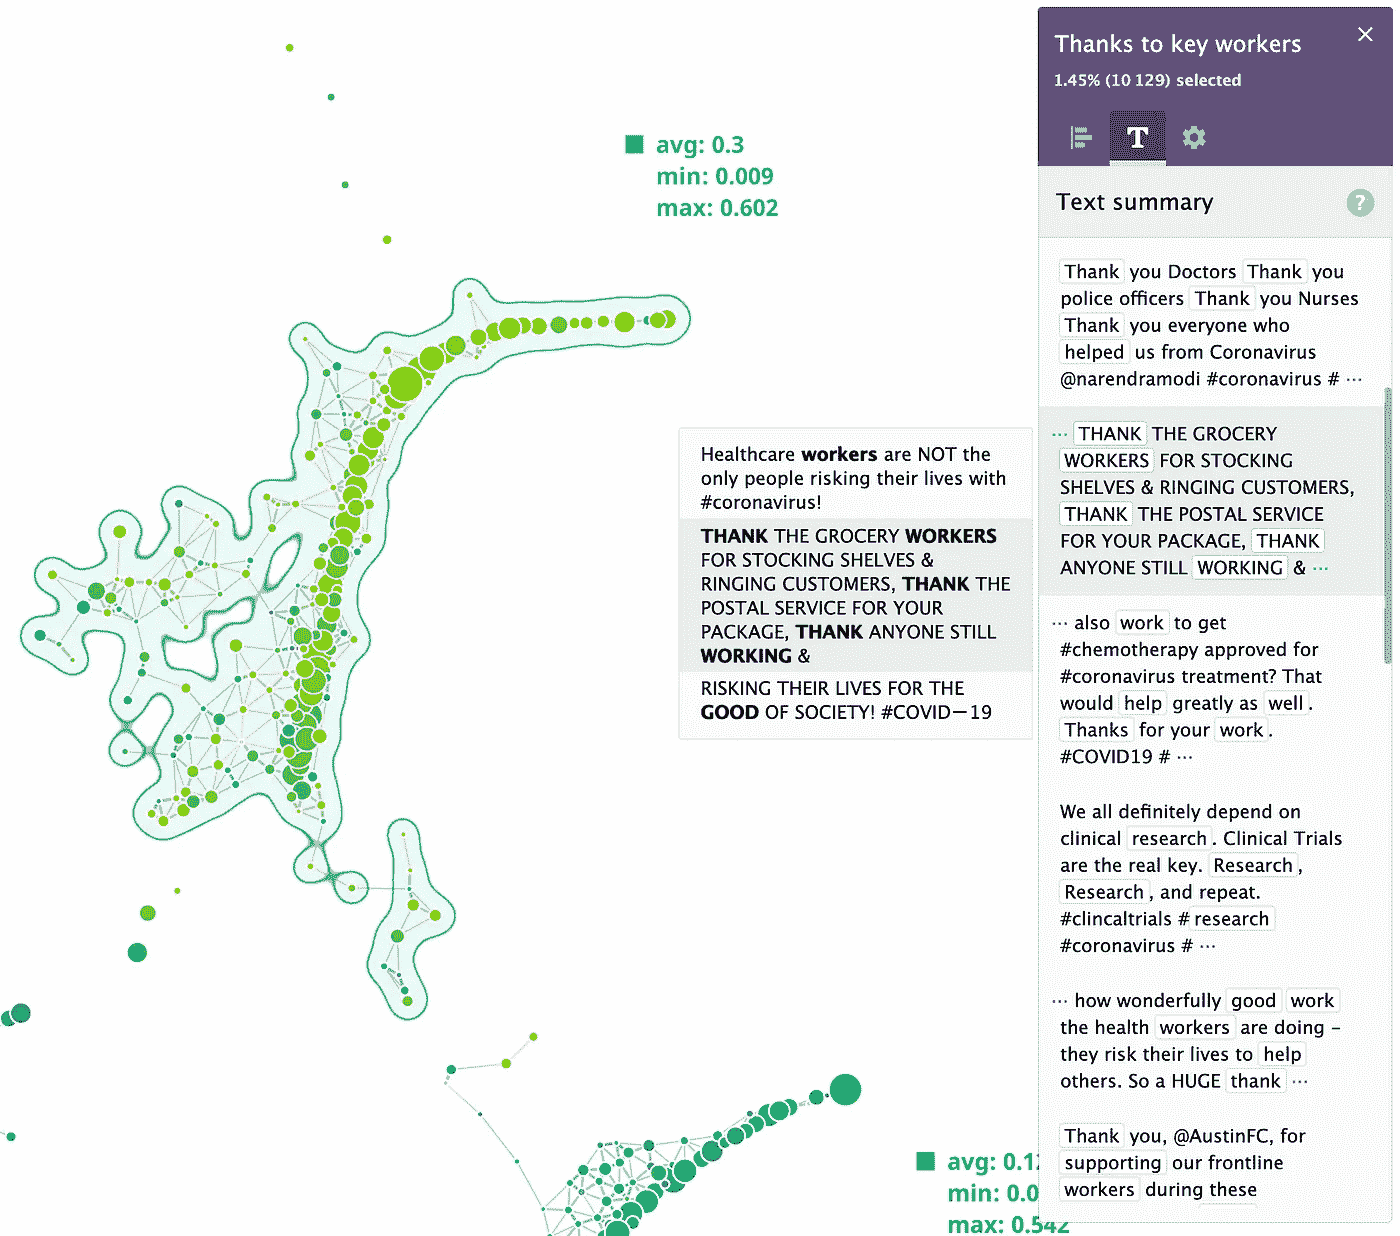 avg: 0.3
min: 0.009
max: 0.602
Healthcare workers are NOT the
only people risking their lives with
#coronavirus!
THANK THE GROCERY WORKERS
FOR STOCKING SHELVES &
RINGING CUSTOMERS, THANK THE
POSTAL SERVICE FOR YOUR
PACKAGE, THANK ANYONE STILL
WORKING &
RISKING THEIR LIVES FOR THE
GOOD OF SOCIETY! #COVID—19
avg: 0.12
min: 0.0
max: 0.542
Thanks to key workers
1.45% (10 129) selected
T
Text summary
?
Thank you Doctors Thank you
police officers Thank you Nurses
Thank you everyone who
helped us from Coronavirus
@narendramodi #coronavirus # ···
··· THANK THE GROCERY
WORKERS FOR STOCKING
SHELVES & RINGING CUSTOMERS,
THANK THE POSTAL SERVICE
FOR YOUR PACKAGE, THANK
ANYONE STILL WORKING & ···
··· also work to get
#chemotherapy approved for
#coronavirus treatment? That
would help greatly as well.
Thanks for your work.
#COVID19 # ···
We all definitely depend on
clinical research. Clinical Trials
are the real key. Research,
Research, and repeat.
#clincaltrials #research
#coronavirus # ···
··· how wonderfully good work
the health workers are doing –
they risk their lives to help
others. So a HUGE thank ···
Thank you, @AustinFC, for
supporting our frontline
workers during these